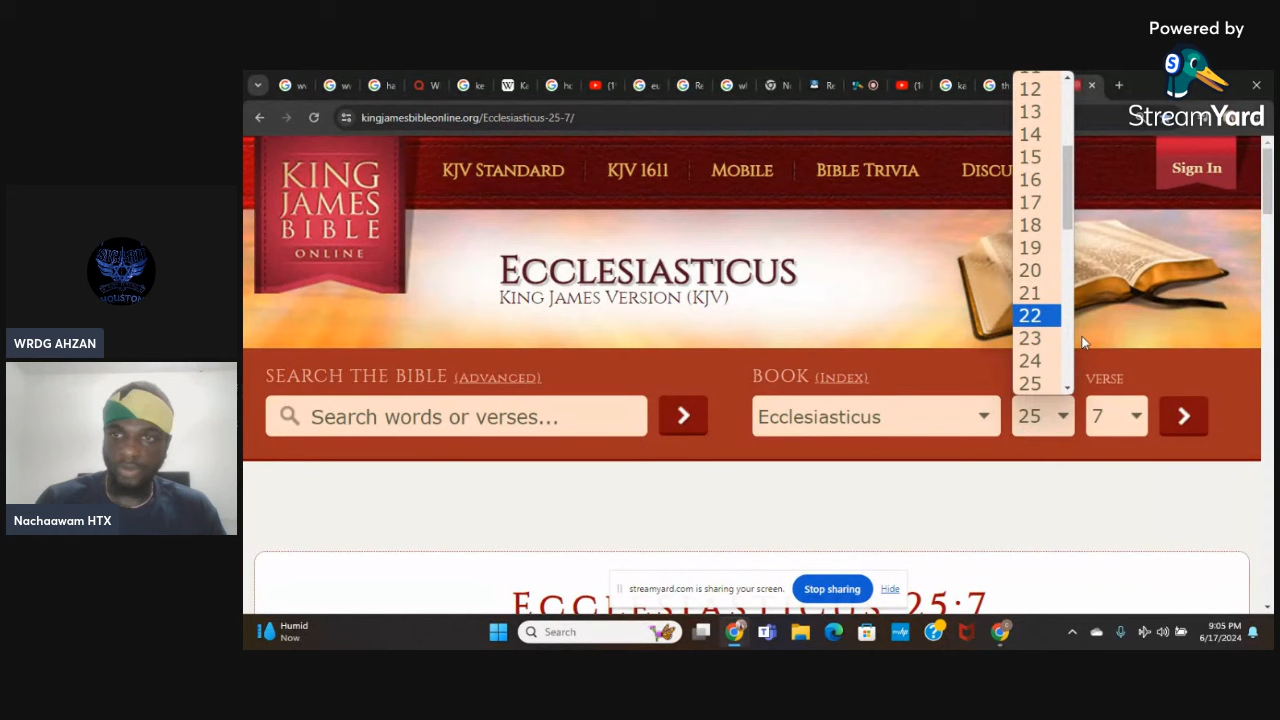 Powered by
StreamYard
S
kingjamesbibleonline.org/Ecclesiasticus-25-7/
KING
JAMES
BIBLE
ONLINE
KJV STANDARD
KJV 1611
MOBILE
BIBLE TRIVIA
DISCU
Sign In
ECCLESIASTICUS
KING JAMES VERSION (KJV)
12
13
14
15
16
17
18
19
20
21
22
23
24
25
SEARCH THE BIBLE (ADVANCED)
BOOK (INDEX)
VERSE
Search words or verses...
Ecclesiasticus
25
7
ECCLESIASTICUS 25:7
streamyard.com is sharing your screen.
Stop sharing
Hide
WRDG AHZAN
HOUSTON
Nachaawam HTX
Humid
Now
Search
9:05 PM
6/17/2024